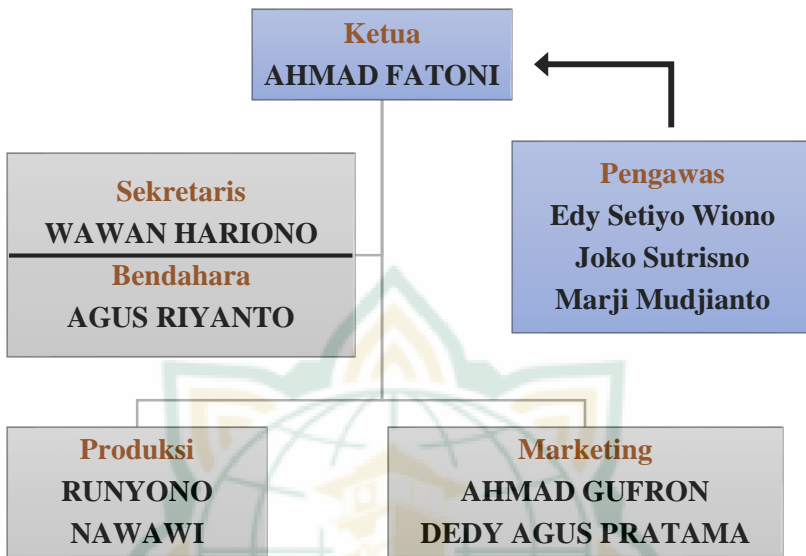 Ketua
AHMAD FATONI
Sekretaris
WAWAN HARIONO
Bendahara
AGUS RIYANTO
Pengawas
Edy Setiyo Wiono
Joko Sutrisno
Marji Mudjianto
Produksi
RUNYONO
NAWAWI
Marketing
AHMAD GUFRON
DEDY AGUS PRATAMA